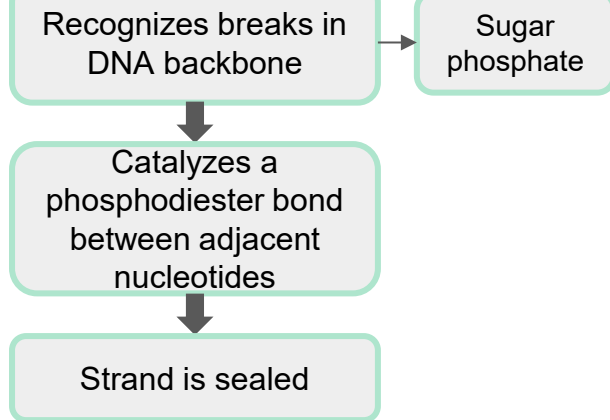 Recognizes breaks in
DNA backbone
Sugar
phosphate
Catalyzes a
phosphodiester bond
between adjacent
nucleotides
Strand is sealed